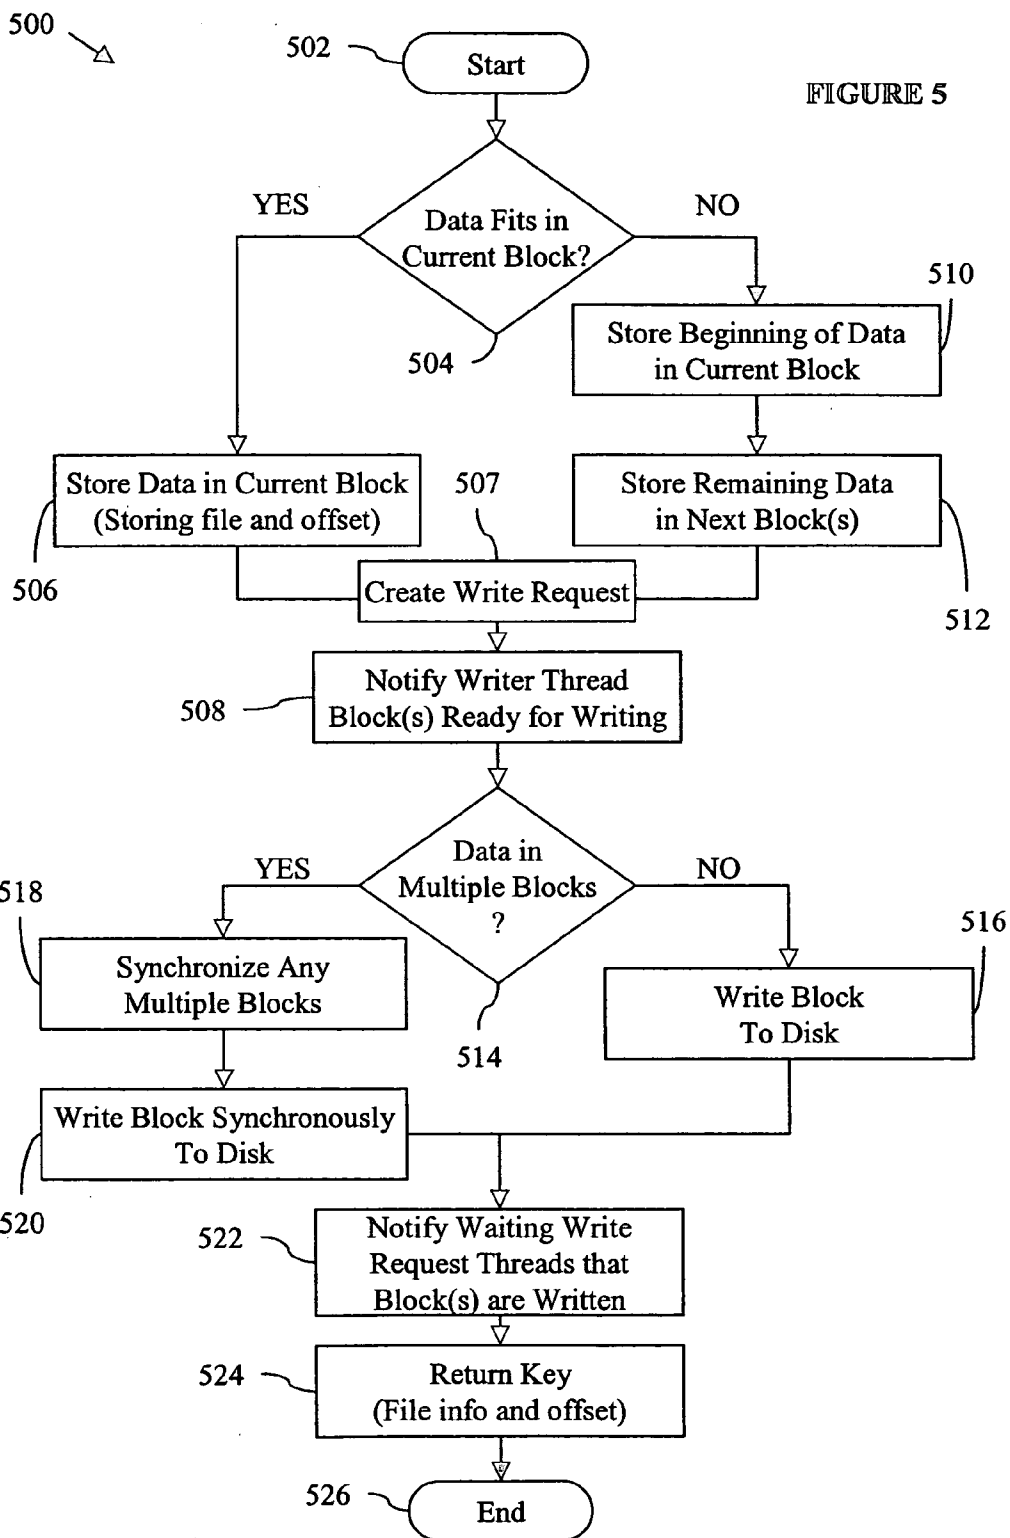 500
502
Start
FIGURE 5
YES
NO
Data Fits in
Current Block?
504
510
Store Beginning of Data
in Current Block
Store Data in Current Block
(Storing file and offset)
506
507
Store Remaining Data
in Next Block(s)
512
Create Write Request
508
Notify Writer Thread
Block(s) Ready for Writing
YES
NO
Data in
Multiple Blocks
?
514
518
Synchronize Any
Multiple Blocks
516
Write Block
To Disk
Write Block Synchronously
To Disk
520
522
Notify Waiting Write
Request Threads that
Block(s) are Written
524
Return Key
(File info and offset)
526
End